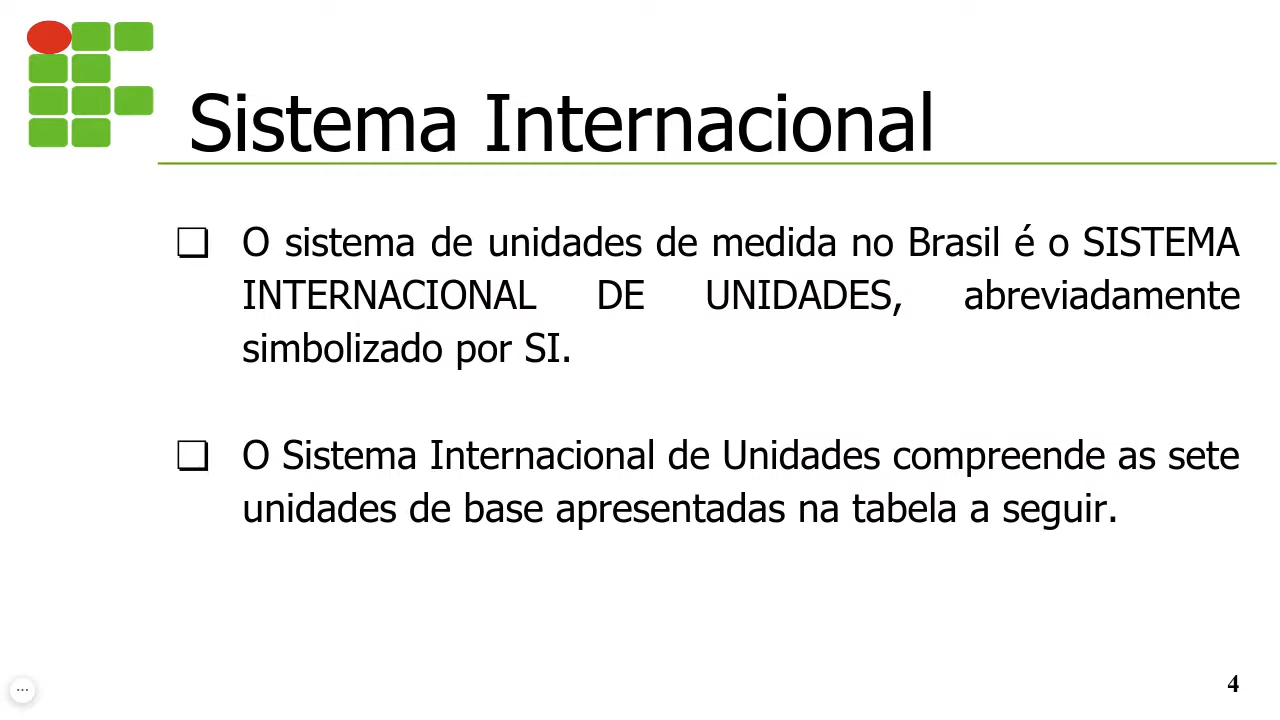 Sistema Internacional
❑ O sistema de unidades de medida no Brasil é o SISTEMA
INTERNACIONAL DE UNIDADES, abreviadamente
simbolizado por SI.
❑ O Sistema Internacional de Unidades compreende as sete
unidades de base apresentadas na tabela a seguir.
4